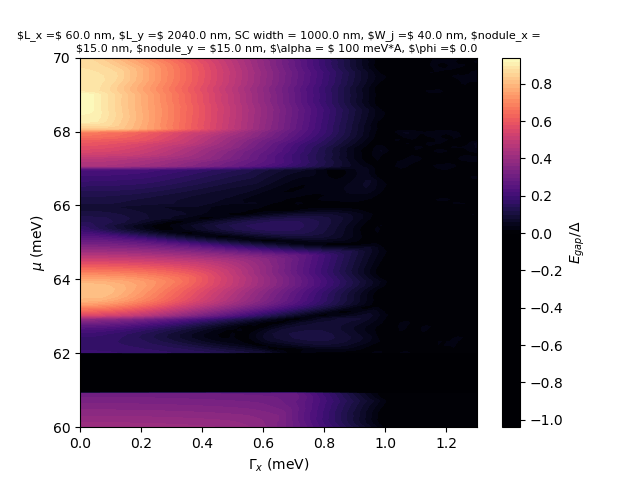 $L_x =$ 60.0 nm, $L_y =$ 2040.0 nm, SC width = 1000.0 nm, $W_j =$ 40.0 nm, $nodule_x =
$15.0 nm, $nodule_y = $15.0 nm, $\alpha = $ 100 meV*A, $\phi =$ 0.0
70
68
66
64
62
60
μ (meV)
0.0 0.2 0.4 0.6 0.8 1.0 1.2
Γx (meV)
0.8
0.6
0.4
0.2
0.0
−0.2
−0.4
−0.6
−0.8
−1.0
Egap/Δ